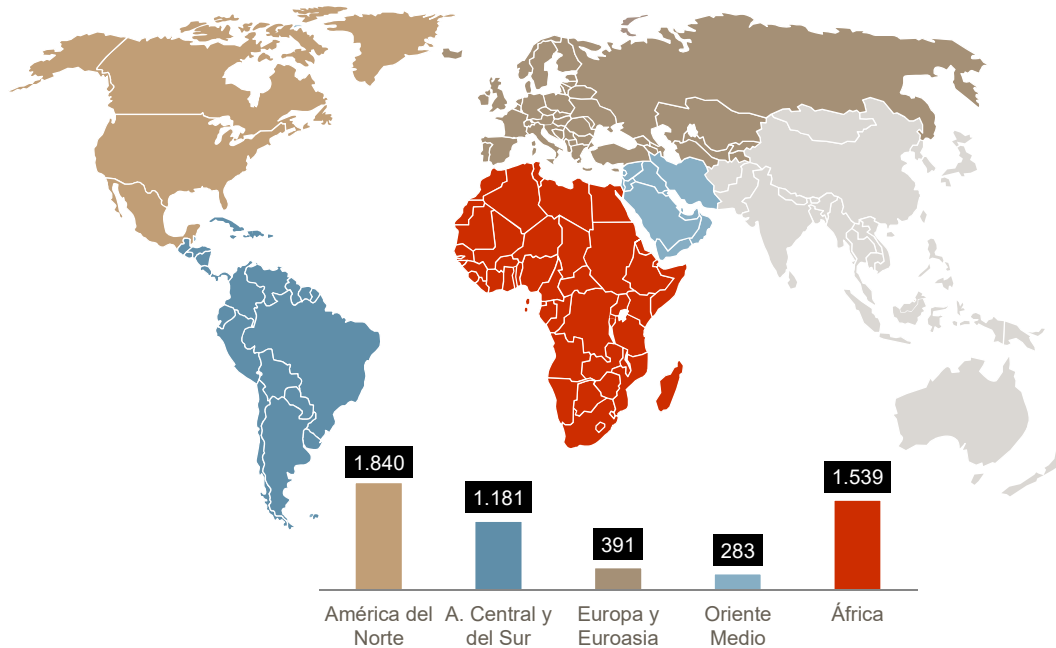 1.840
1.181
391
283
1.539
América del
Norte
A. Central y
del Sur
Europa y
Euroasia
Oriente
Medio
África